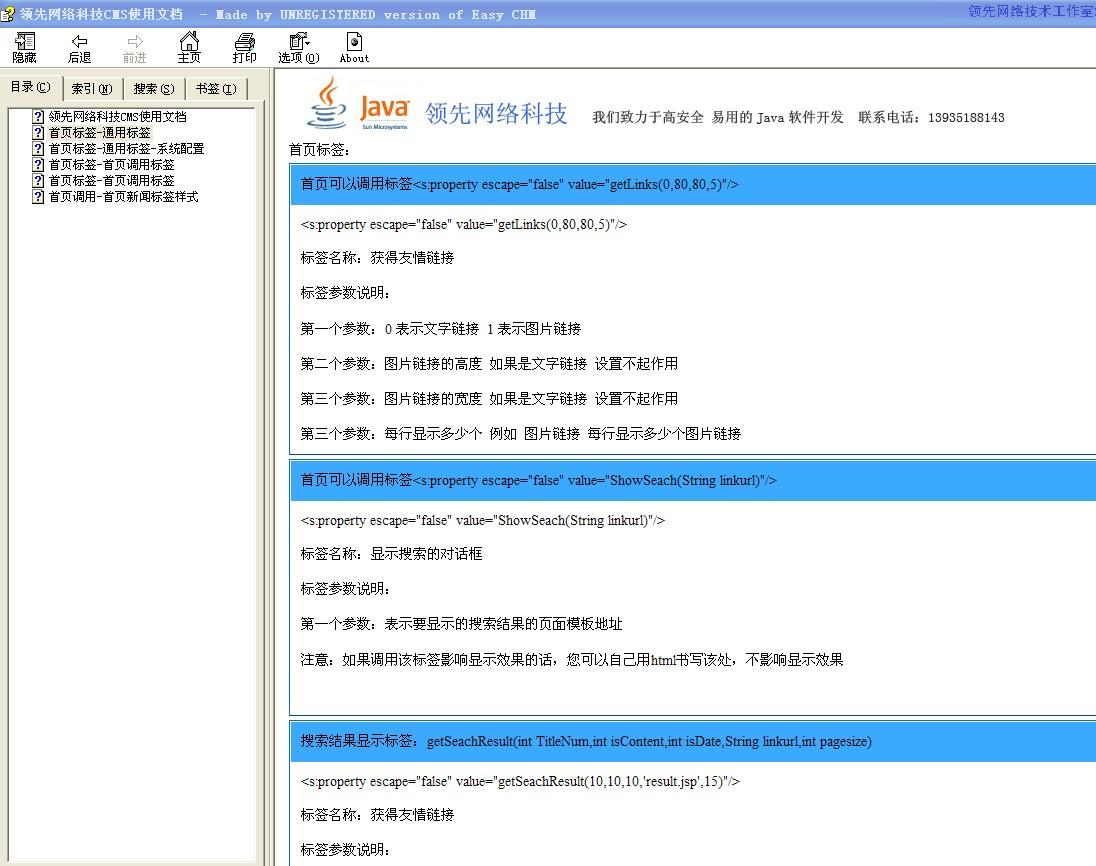 领先网络科技CMS使用文档 - Made by UNREGISTERED version of Easy CHM
领先网络技术工作室
隐藏 后退 前进 主页 打印 选项(O) About
目录(C) 索引(N) 搜索(S) 书签(I)
领先网络科技CMS使用文档
首页标签-通用标签
首页标签-通用标签-系统配置
首页标签-首页调用标签
首页标签-首页调用标签
首页调用-首页新闻标签样式
Java 领先网络科技 我们致力于高安全 易用的 Java 软件开发 联系电话：13935188143
Sun Microsystems
首页标签：
首页可以调用标签<s:property escape="false" value="getLinks(0,80,80,5)"/>
<s:property escape="false" value="getLinks(0,80,80,5)"/>
标签名称：获得友情链接
标签参数说明：
第一个参数：0 表示文字链接 1 表示图片链接
第二个参数：图片链接的高度 如果是文字链接 设置不起作用
第三个参数：图片链接的宽度 如果是文字链接 设置不起作用
第三个参数：每行显示多少个 例如 图片链接 每行显示多少个图片链接
首页可以调用标签<s:property escape="false" value="ShowSeach(String linkurl)"/>
<s:property escape="false" value="ShowSeach(String linkurl)"/>
标签名称：显示搜索的对话框
标签参数说明：
第一个参数：表示要显示的搜索结果的页面模板地址
注意：如果调用该标签影响显示效果的话，您可以自己用html书写该处，不影响显示效果
搜索结果显示标签：getSeachResult(int TitleNum,int isContent,int isDate,String linkurl,int pagesize)
<s:property escape="false" value="getSeachResult(10,10,10,'result.jsp',15)"/>
标签名称：获得友情链接
标签参数说明：